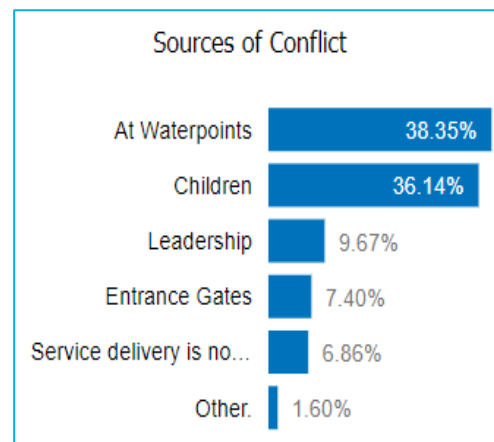 Sources of Conflict
At Waterpoints 38.35%
Children 36.14%
Leadership 9.67%
Entrance Gates 7.40%
Service delivery is no... 6.86%
Other. 1.60%